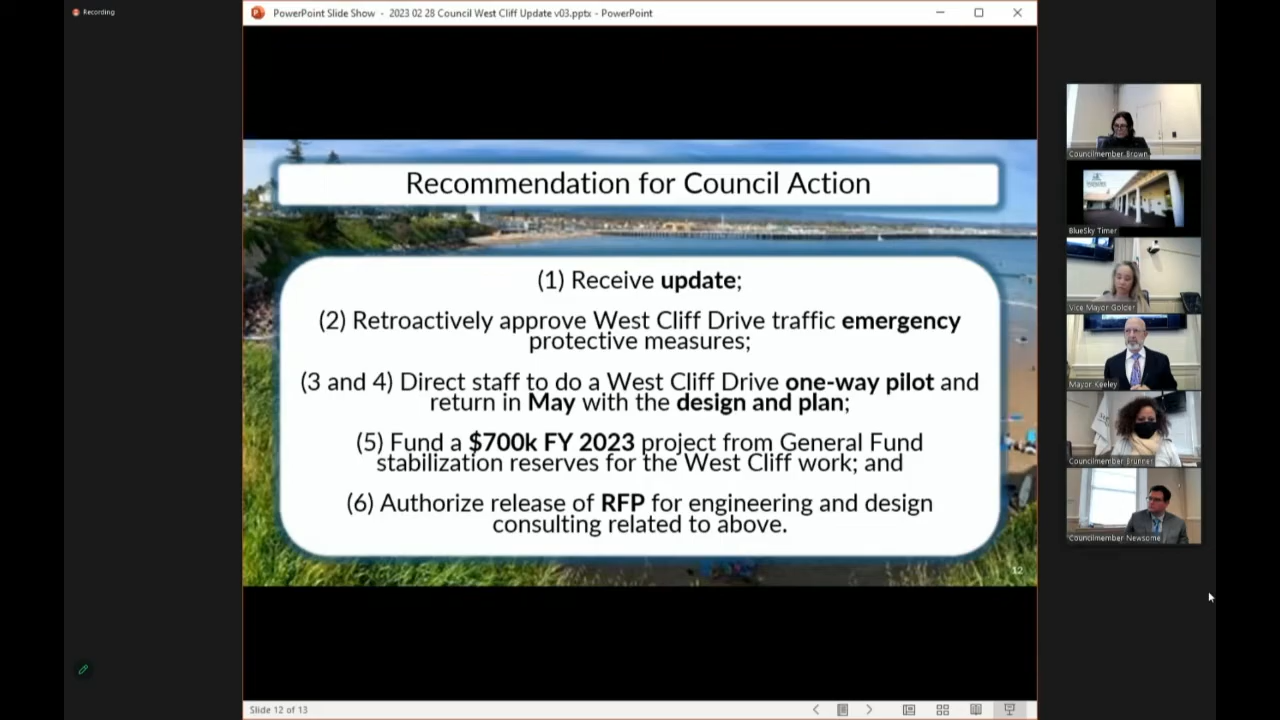 Recording
PowerPoint Slide Show - 2023 02 28 Council West Cliff Update v03.pptx - PowerPoint
Recommendation for Council Action
(1) Receive update;
(2) Retroactively approve West Cliff Drive traffic emergency
protective measures;
(3 and 4) Direct staff to do a West Cliff Drive one-way pilot and
return in May with the design and plan;
(5) Fund a $700k FY 2023 project from General Fund
stabilization reserves for the West Cliff work; and
(6) Authorize release of RFP for engineering and design
consulting related to above.
12
Slide 12 of 13
Councilmember Brown
BlueSky Timer
Vice Mayor Golder
Mayor Keeley
Councilmember Brunner
Councilmember Newsome